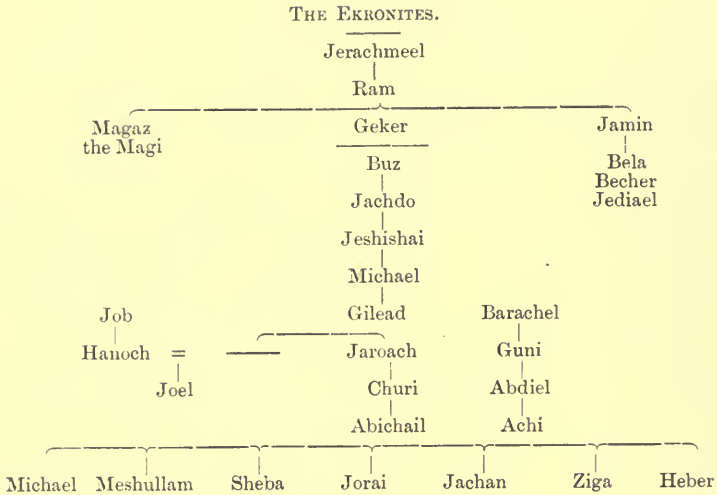 THE EKRONITES.
Jerachmeel
Ram
Magaz
the Magi
Geker
Jamin
Buz
Bela
Becher
Jachdo
Jediael
Jeshishai
Michael
Job
Gilead
Barachel
Hanoch =
Jaroach
Guni
Joel
Churi
Abdiel
Abichail
Achi
Michael Meshullam Sheba Jorai Jachan Ziga Heber